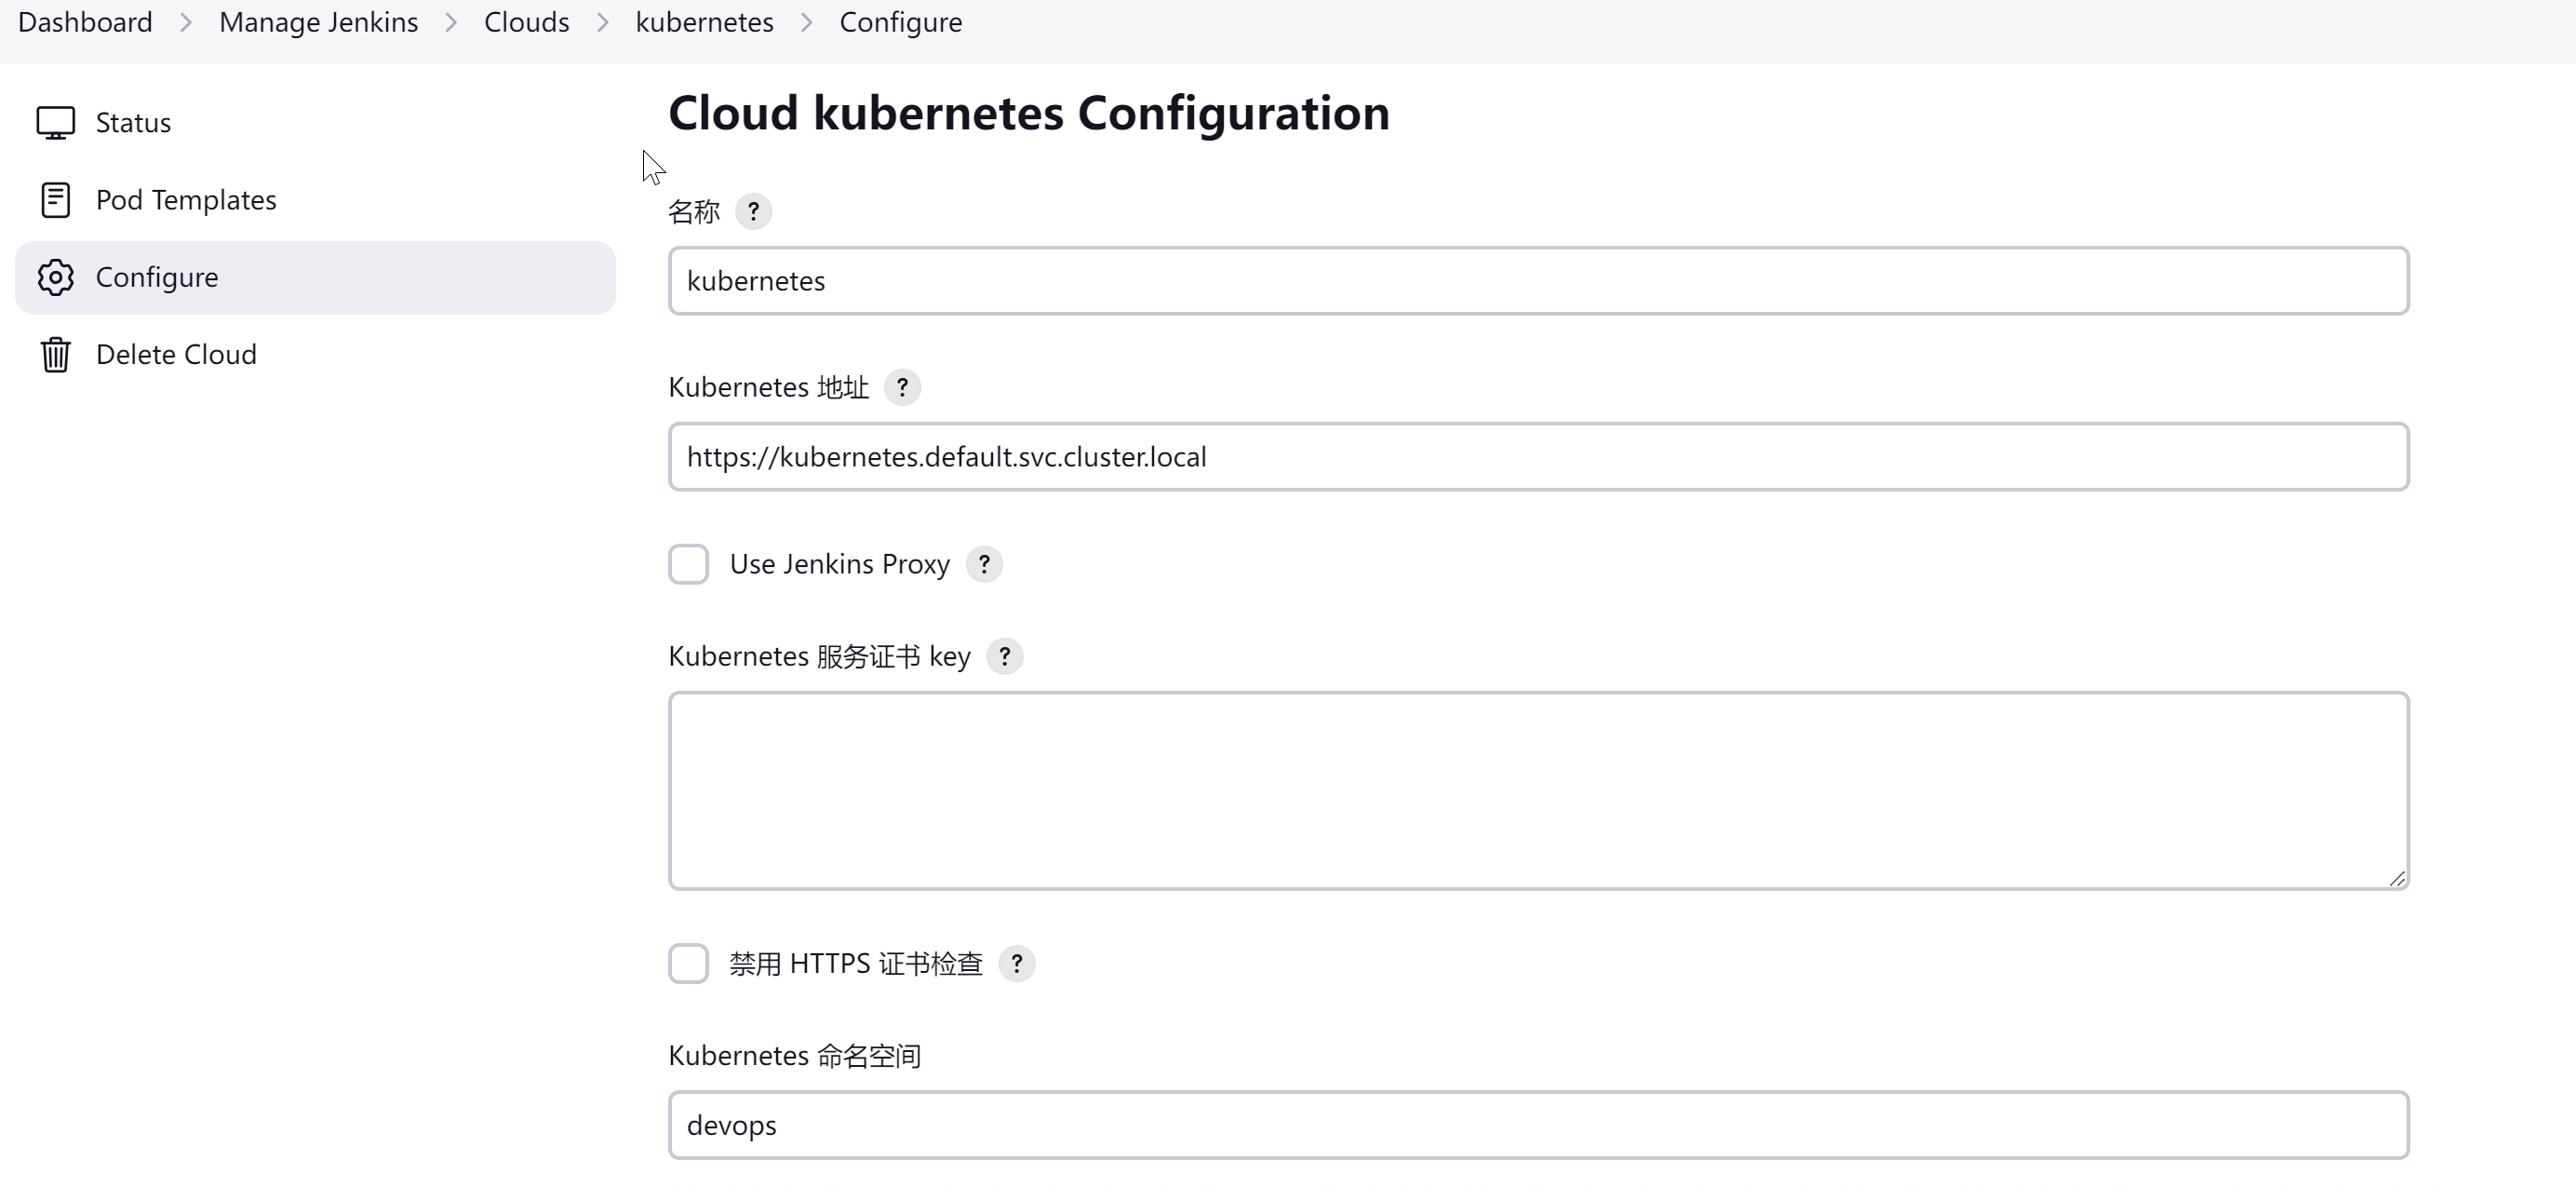 Dashboard > Manage Jenkins > Clouds > kubernetes > Configure
Status
Pod Templates
Configure
Delete Cloud
Cloud kubernetes Configuration
名称 ?
kubernetes
Kubernetes 地址 ?
https://kubernetes.default.svc.cluster.local
Use Jenkins Proxy ?
Kubernetes 服务证书 key ?
禁用 HTTPS 证书检查 ?
Kubernetes 命名空间
devops